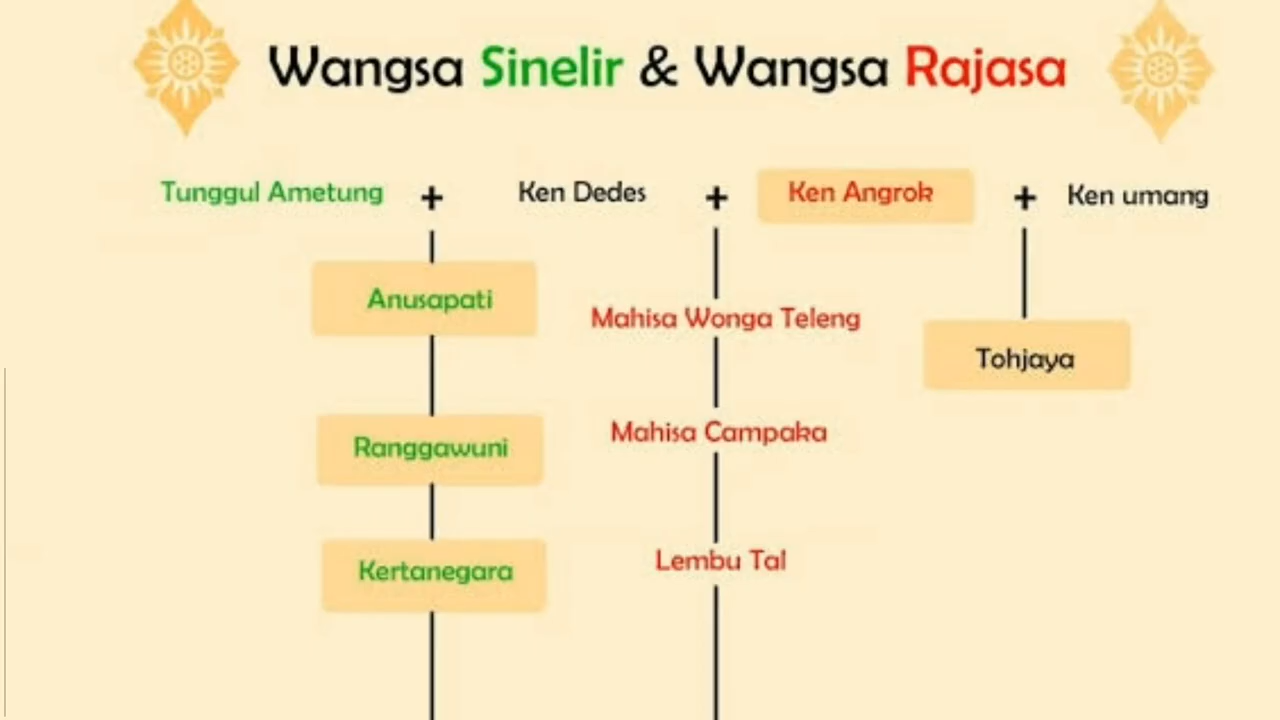 Wangsa Sinelir & Wangsa Rajasa
Tunggul Ametung + Ken Dedes + Ken Angrok + Ken umang
Anusapati
Mahisa Wonga Teleng
Tohjaya
Mahisa Campaka
Ranggawuni
Lembu Tal
Kertanegara